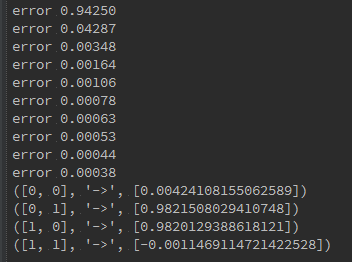 error 0.94250
error 0.04287
error 0.00348
error 0.00164
error 0.00106
error 0.00078
error 0.00063
error 0.00053
error 0.00044
error 0.00038
([0, 0], '->', [0.00424108155062589])
([0, 1], '->', [0.9821508029410748])
([1, 0], '->', [0.9820129388618121])
([1, 1], '->', [-0.0011469114721422528])